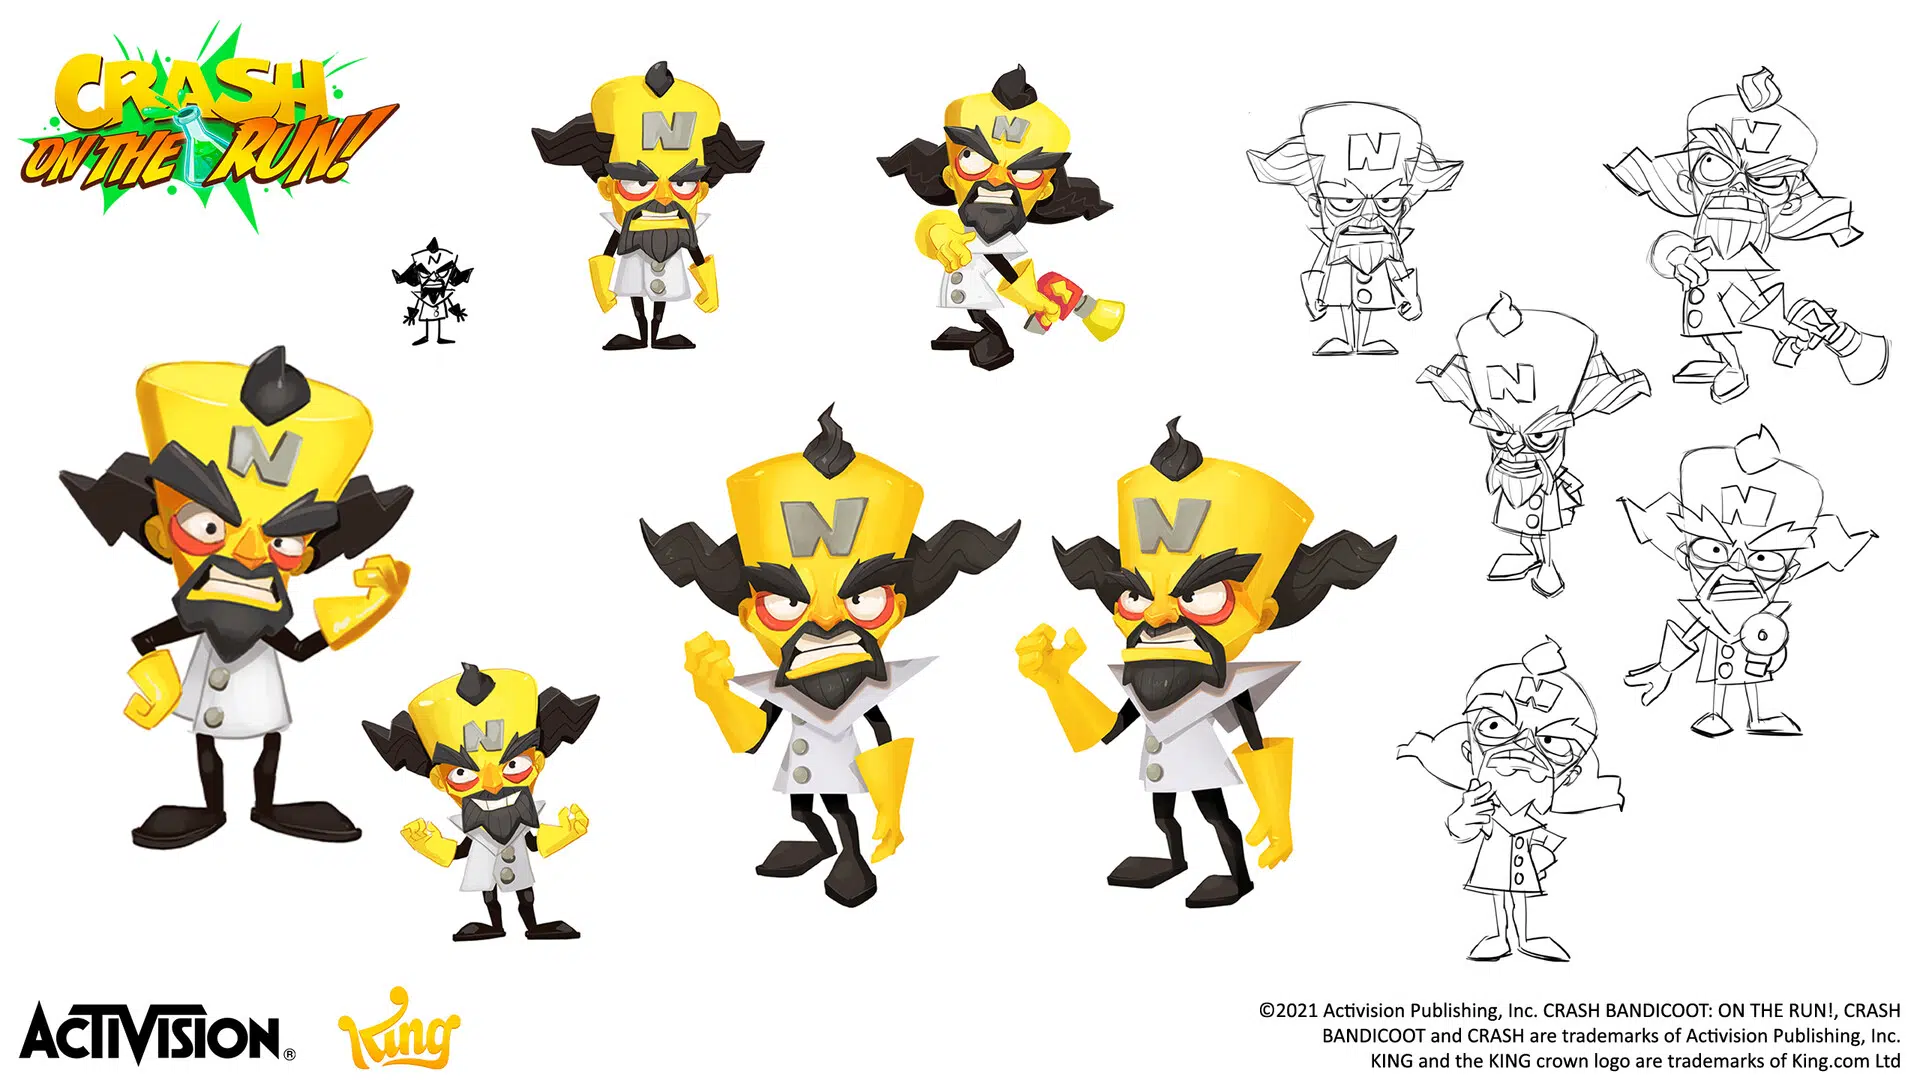 CRASH
ON THE RUN!
N
N
N
N
N
N
N
N
N
N
N
N
ACTIVISION®
King
©2021 Activision Publishing, Inc. CRASH BANDICOOT: ON THE RUN!, CRASH
BANDICOOT and CRASH are trademarks of Activision Publishing, Inc.
KING and the KING crown logo are trademarks of King.com Ltd